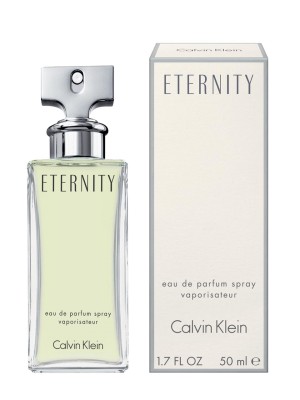 ETERNITY
eau de parfum spray
vaporisateur
Calvin Klein
ETERNITY
eau de parfum spray
vaporisateur
Calvin Klein
1.7 FL OZ 50 ml ℮